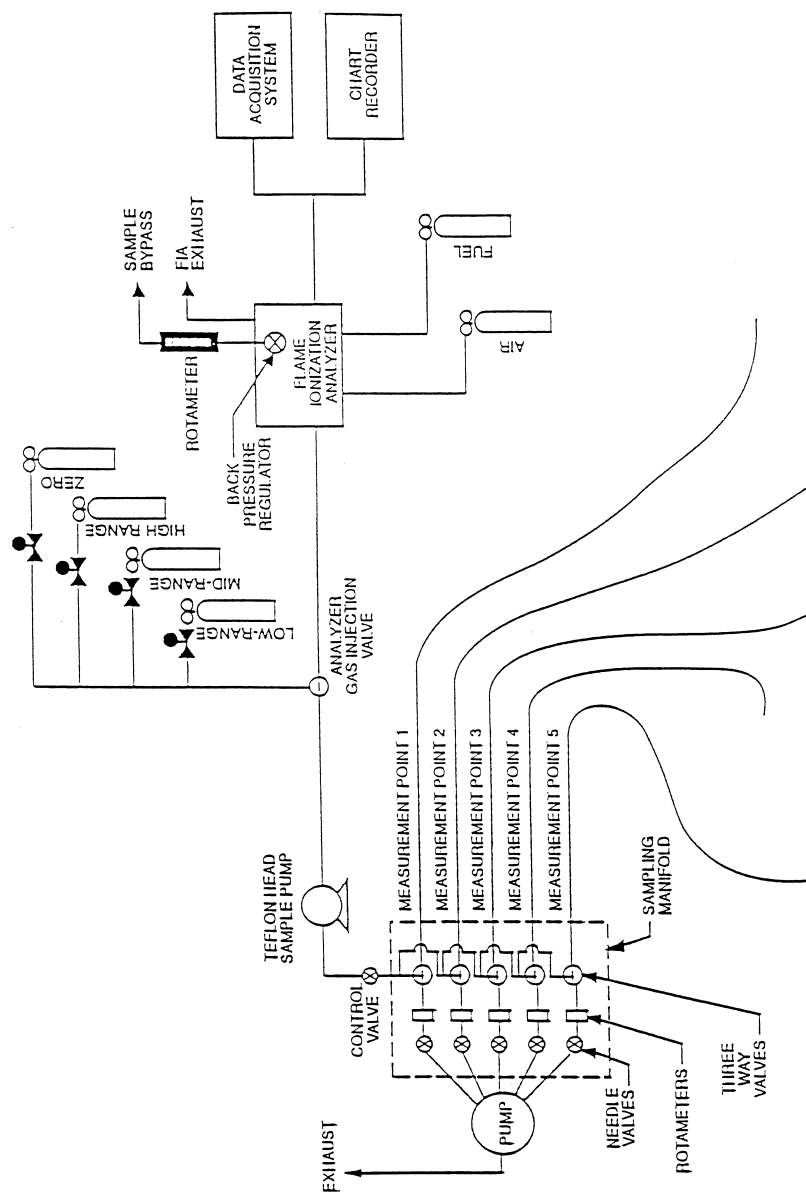 DATA
ACQUISITION
SYSTEM
CHART
RECORDER
SAMPLE
BYPASS
FIA
EXHAUST
ROTAMETER
FLAME
IONIZATION
ANALYZER
BACK
PRESSURE
REGULATOR
FUEL
AIR
ZERO
HIGH RANGE
MID-RANGE
LOW-RANGE
ANALYZER
GAS INJECTION
VALVE
TEFLON HEAD
SAMPLE PUMP
MEASUREMENT POINT 1
MEASUREMENT POINT 2
MEASUREMENT POINT 3
MEASUREMENT POINT 4
MEASUREMENT POINT 5
SAMPLING
MANIFOLD
CONTROL
VALVE
THREE
WAY
VALVES
ROTAMETERS
NEEDLE
VALVES
PUMP
EXHAUST